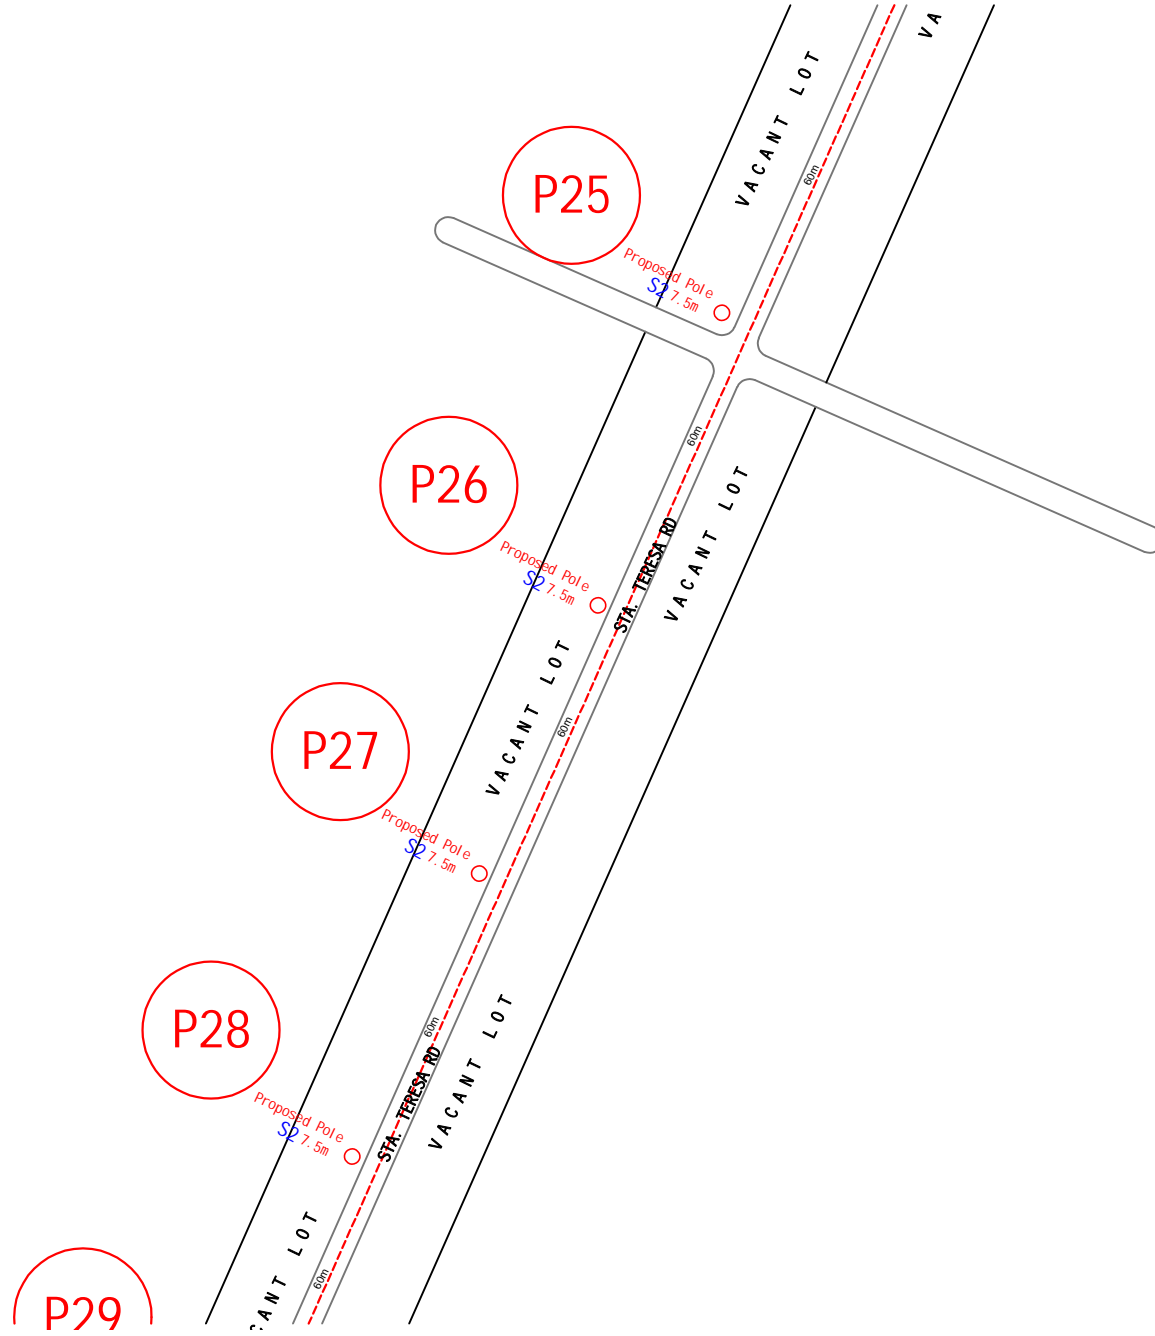 VA
VACANT LOT
60m
P25
Proposed Pole
S2 7.5m
60m
P26
VACANT LOT
STA. TERESA RD
Proposed Pole
S2 7.5m
VACANT LOT
60m
P27
Proposed Pole
S2 7.5m
P28
VACANT LOT
60m
STA. TERESA RD
Proposed Pole
S2 7.5m
CANT LOT
60m
P29